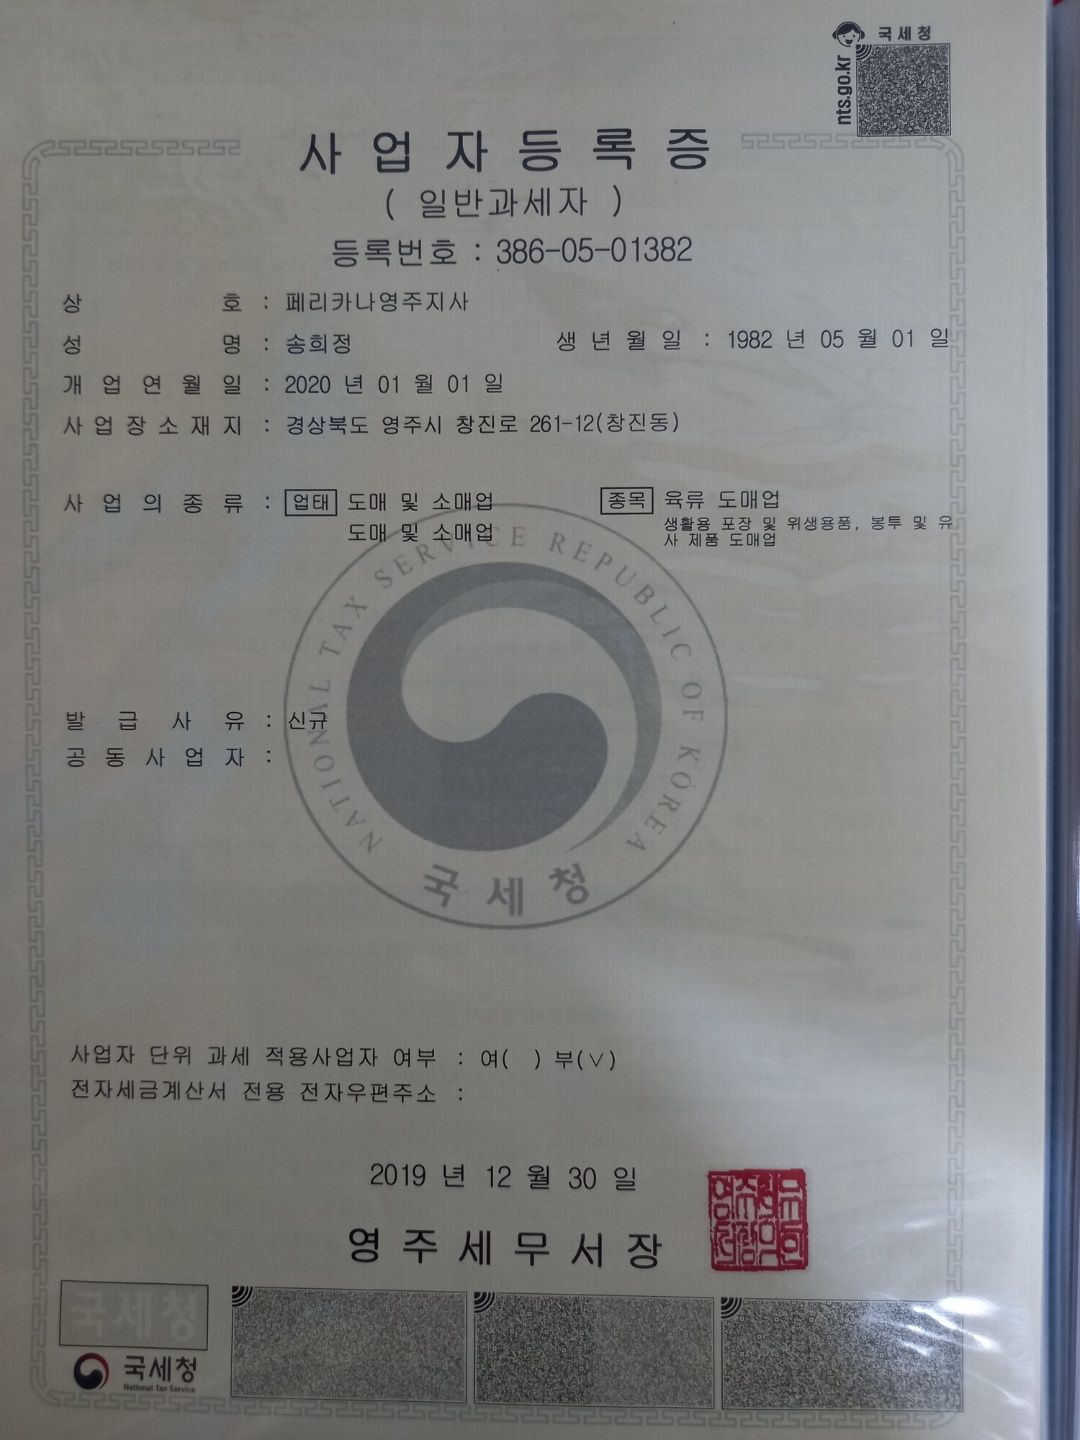 국세청
nts.go.kr
사업자등록증
( 일반과세자 )
등록번호 : 386-05-01382
상 호 : 페리카나영주지사
성 명 : 송희정 생 년 월 일 : 1982 년 05 월 01 일
개 업 연 월 일 : 2020 년 01 월 01 일
사 업 장 소 재 지 : 경상북도 영주시 창진로 261-12(창진동)
사 업 의 종 류 : 업태 도매 및 소매업 종목 육류 도매업
도매 및 소매업 생활용 포장 및 위생용품, 봉투 및 유
사 제품 도매업
NATIONAL TAX SERVICE REPUBLIC OF KOREA
발 급 사 유 : 신규
공 동 사 업 자 :
국세청
사업자 단위 과세 적용사업자 여부 : 여( ) 부(∨)
전자세금계산서 전용 전자우편주소 :
2019 년 12 월 30 일
영 주 세 무 서 장
국세청
국세청
National Tax Service